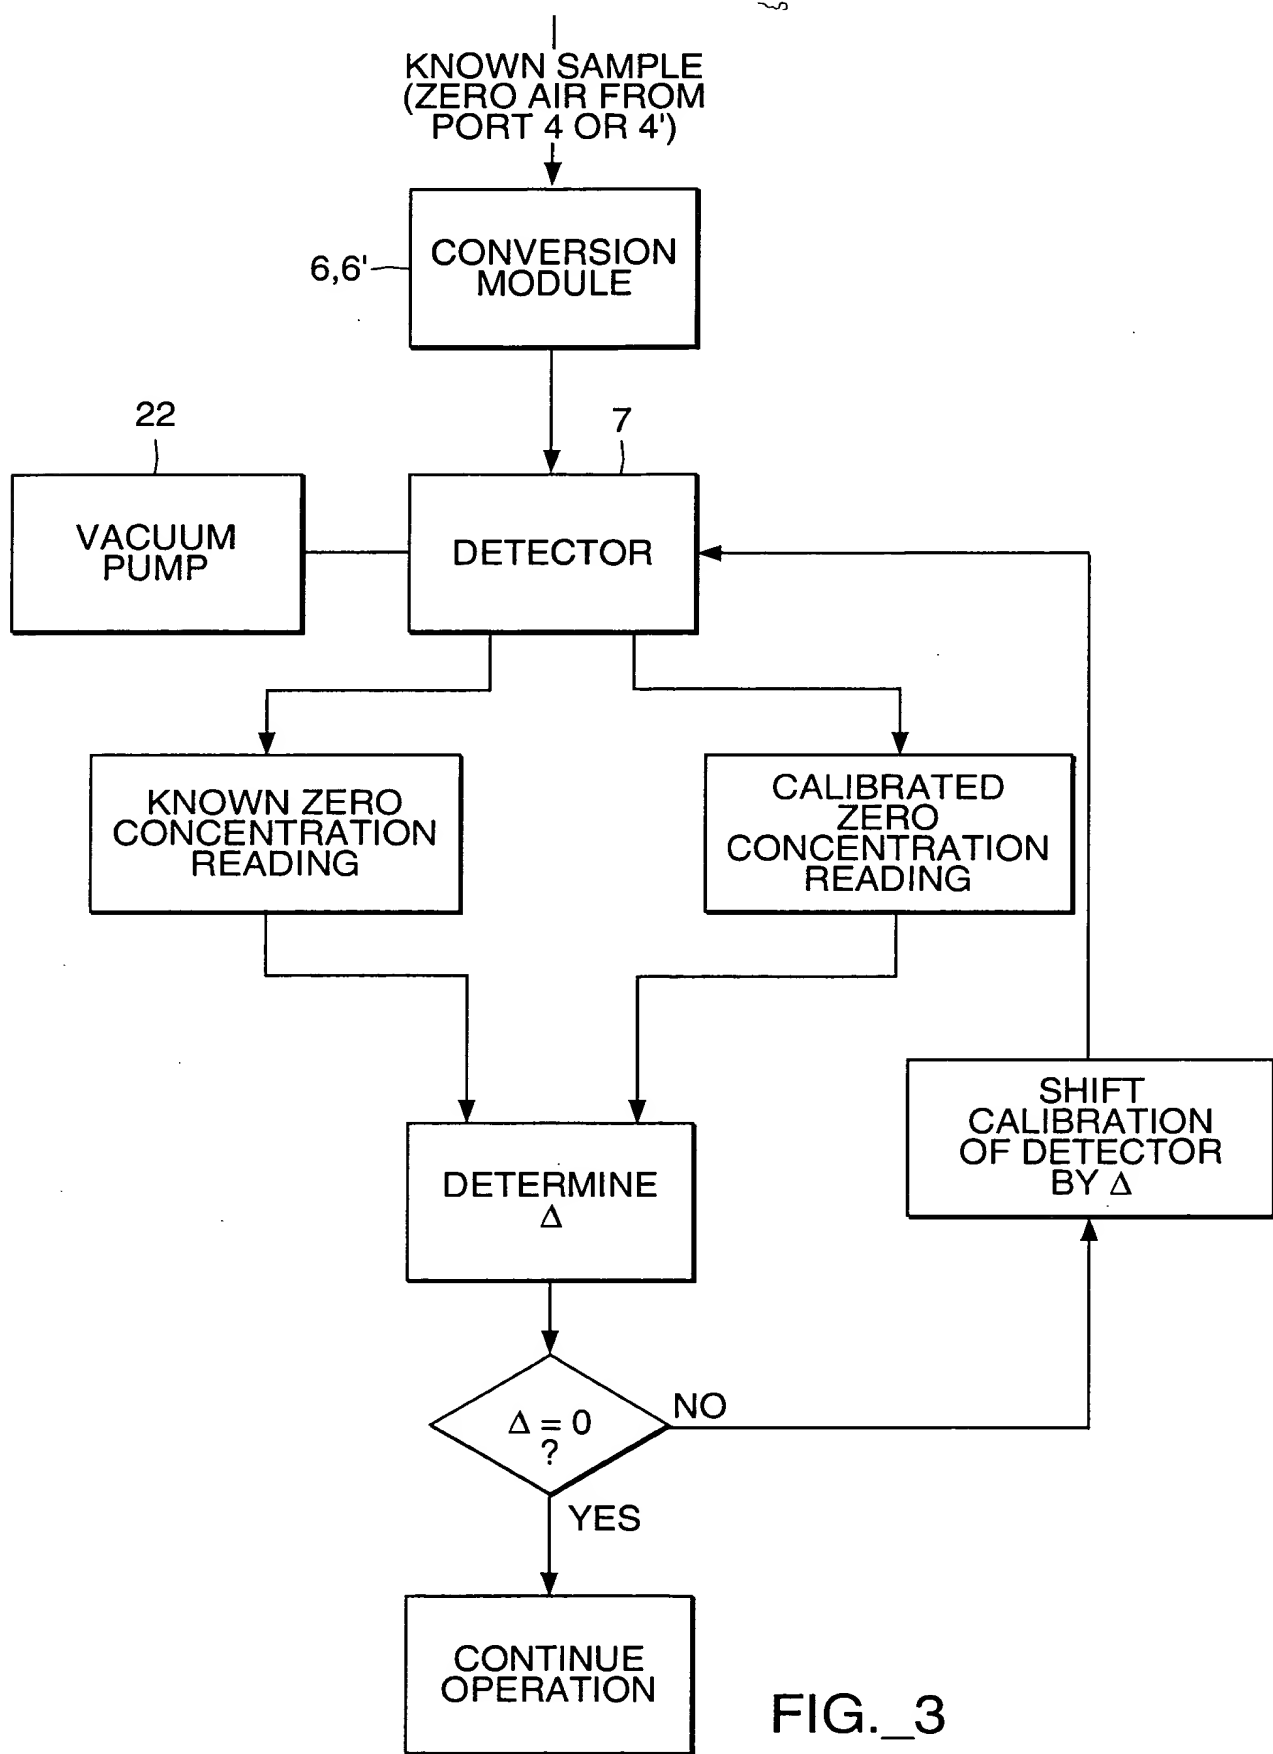 KNOWN SAMPLE
(ZERO AIR FROM
PORT 4 OR 4')
CONVERSION
MODULE
6,6'
22
7
VACUUM
PUMP
DETECTOR
KNOWN ZERO
CONCENTRATION
READING
CALIBRATED
ZERO
CONCENTRATION
READING
SHIFT
CALIBRATION
OF DETECTOR
BY Δ
DETERMINE
Δ
Δ = 0
?
NO
YES
CONTINUE
OPERATION
FIG._3